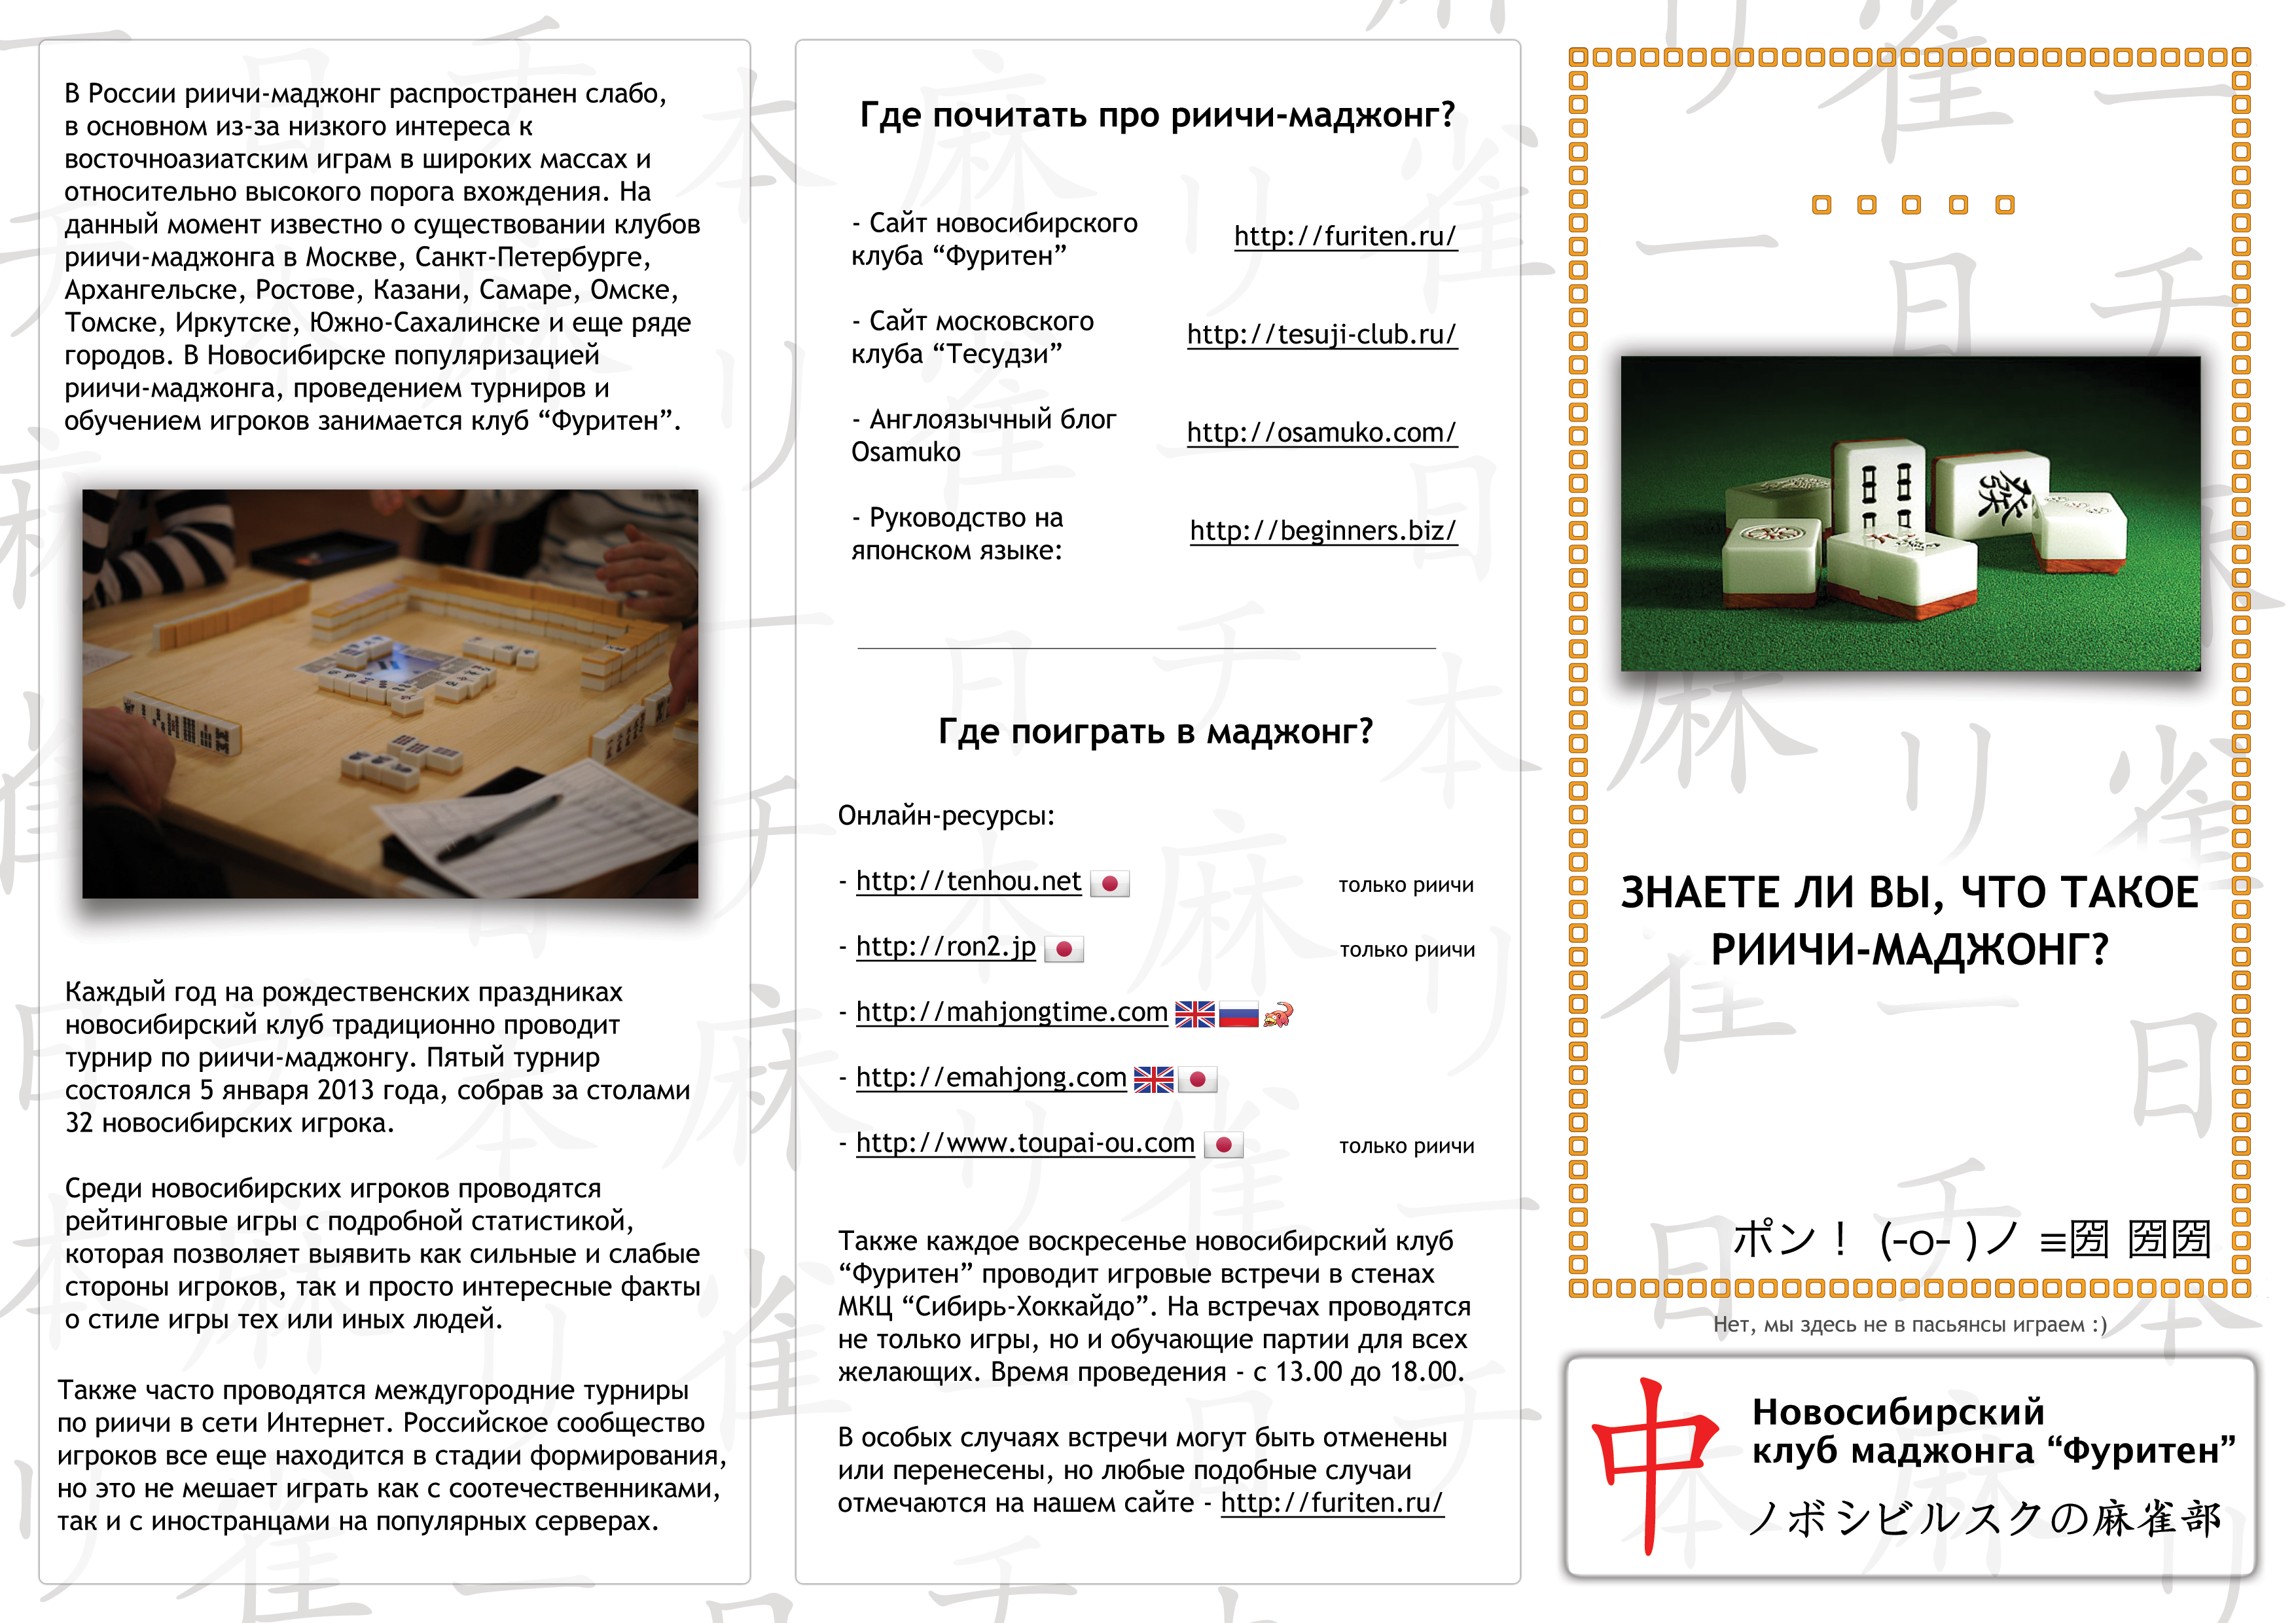 В России риичи-маджонг распространен слабо,
в основном из-за низкого интереса к
восточноазиатским играм в широких массах и
относительно высокого порога вхождения. На
данный момент известно о существовании клубов
риичи-маджонга в Москве, Санкт-Петербурге,
Архангельске, Ростове, Казани, Самаре, Омске,
Томске, Иркутске, Южно-Сахалинске и еще ряде
городов. В Новосибирске популяризацией
риичи-маджонга, проведением турниров и
обучением игроков занимается клуб “Фуритен”.
Каждый год на рождественских праздниках
новосибирский клуб традиционно проводит
турнир по риичи-маджонгу. Пятый турнир
состоялся 5 января 2013 года, собрав за столами
32 новосибирских игрока.
Среди новосибирских игроков проводятся
рейтинговые игры с подробной статистикой,
которая позволяет выявить как сильные и слабые
стороны игроков, так и просто интересные факты
о стиле игры тех или иных людей.
Также часто проводятся междугородние турниры
по риичи в сети Интернет. Российское сообщество
игроков все еще находится в стадии формирования,
но это не мешает играть как с соотечественниками,
так и с иностранцами на популярных серверах.
Где почитать про риичи-маджонг?
- Сайт новосибирского
клуба “Фуритен”
http://furiten.ru/
- Сайт московского
клуба “Тесудзи”
http://tesuji-club.ru/
- Англоязычный блог
Osamuko
http://osamuko.com/
- Руководство на
японском языке:
http://beginners.biz/
Где поиграть в маджонг?
Онлайн-ресурсы:
- http://tenhou.net только риичи
- http://ron2.jp только риичи
- http://mahjongtime.com
- http://emahjong.com
- http://www.toupai-ou.com только риичи
Также каждое воскресенье новосибирский клуб
“Фуритен” проводит игровые встречи в стенах
МКЦ “Сибирь-Хоккайдо”. На встречах проводятся
не только игры, но и обучающие партии для всех
желающих. Время проведения - с 13.00 до 18.00.
В особых случаях встречи могут быть отменены
или перенесены, но любые подобные случаи
отмечаются на нашем сайте - http://furiten.ru/
發
ЗНАЕТЕ ЛИ ВЫ, ЧТО ТАКОЕ
РИИЧИ-МАДЖОНГ?
ポン！ (-o- )ノ ≡圀 圀圀
Нет, мы здесь не в пасьянсы играем :)
中
Новосибирский
клуб маджонга “Фуритен”
ノボシビルスクの麻雀部